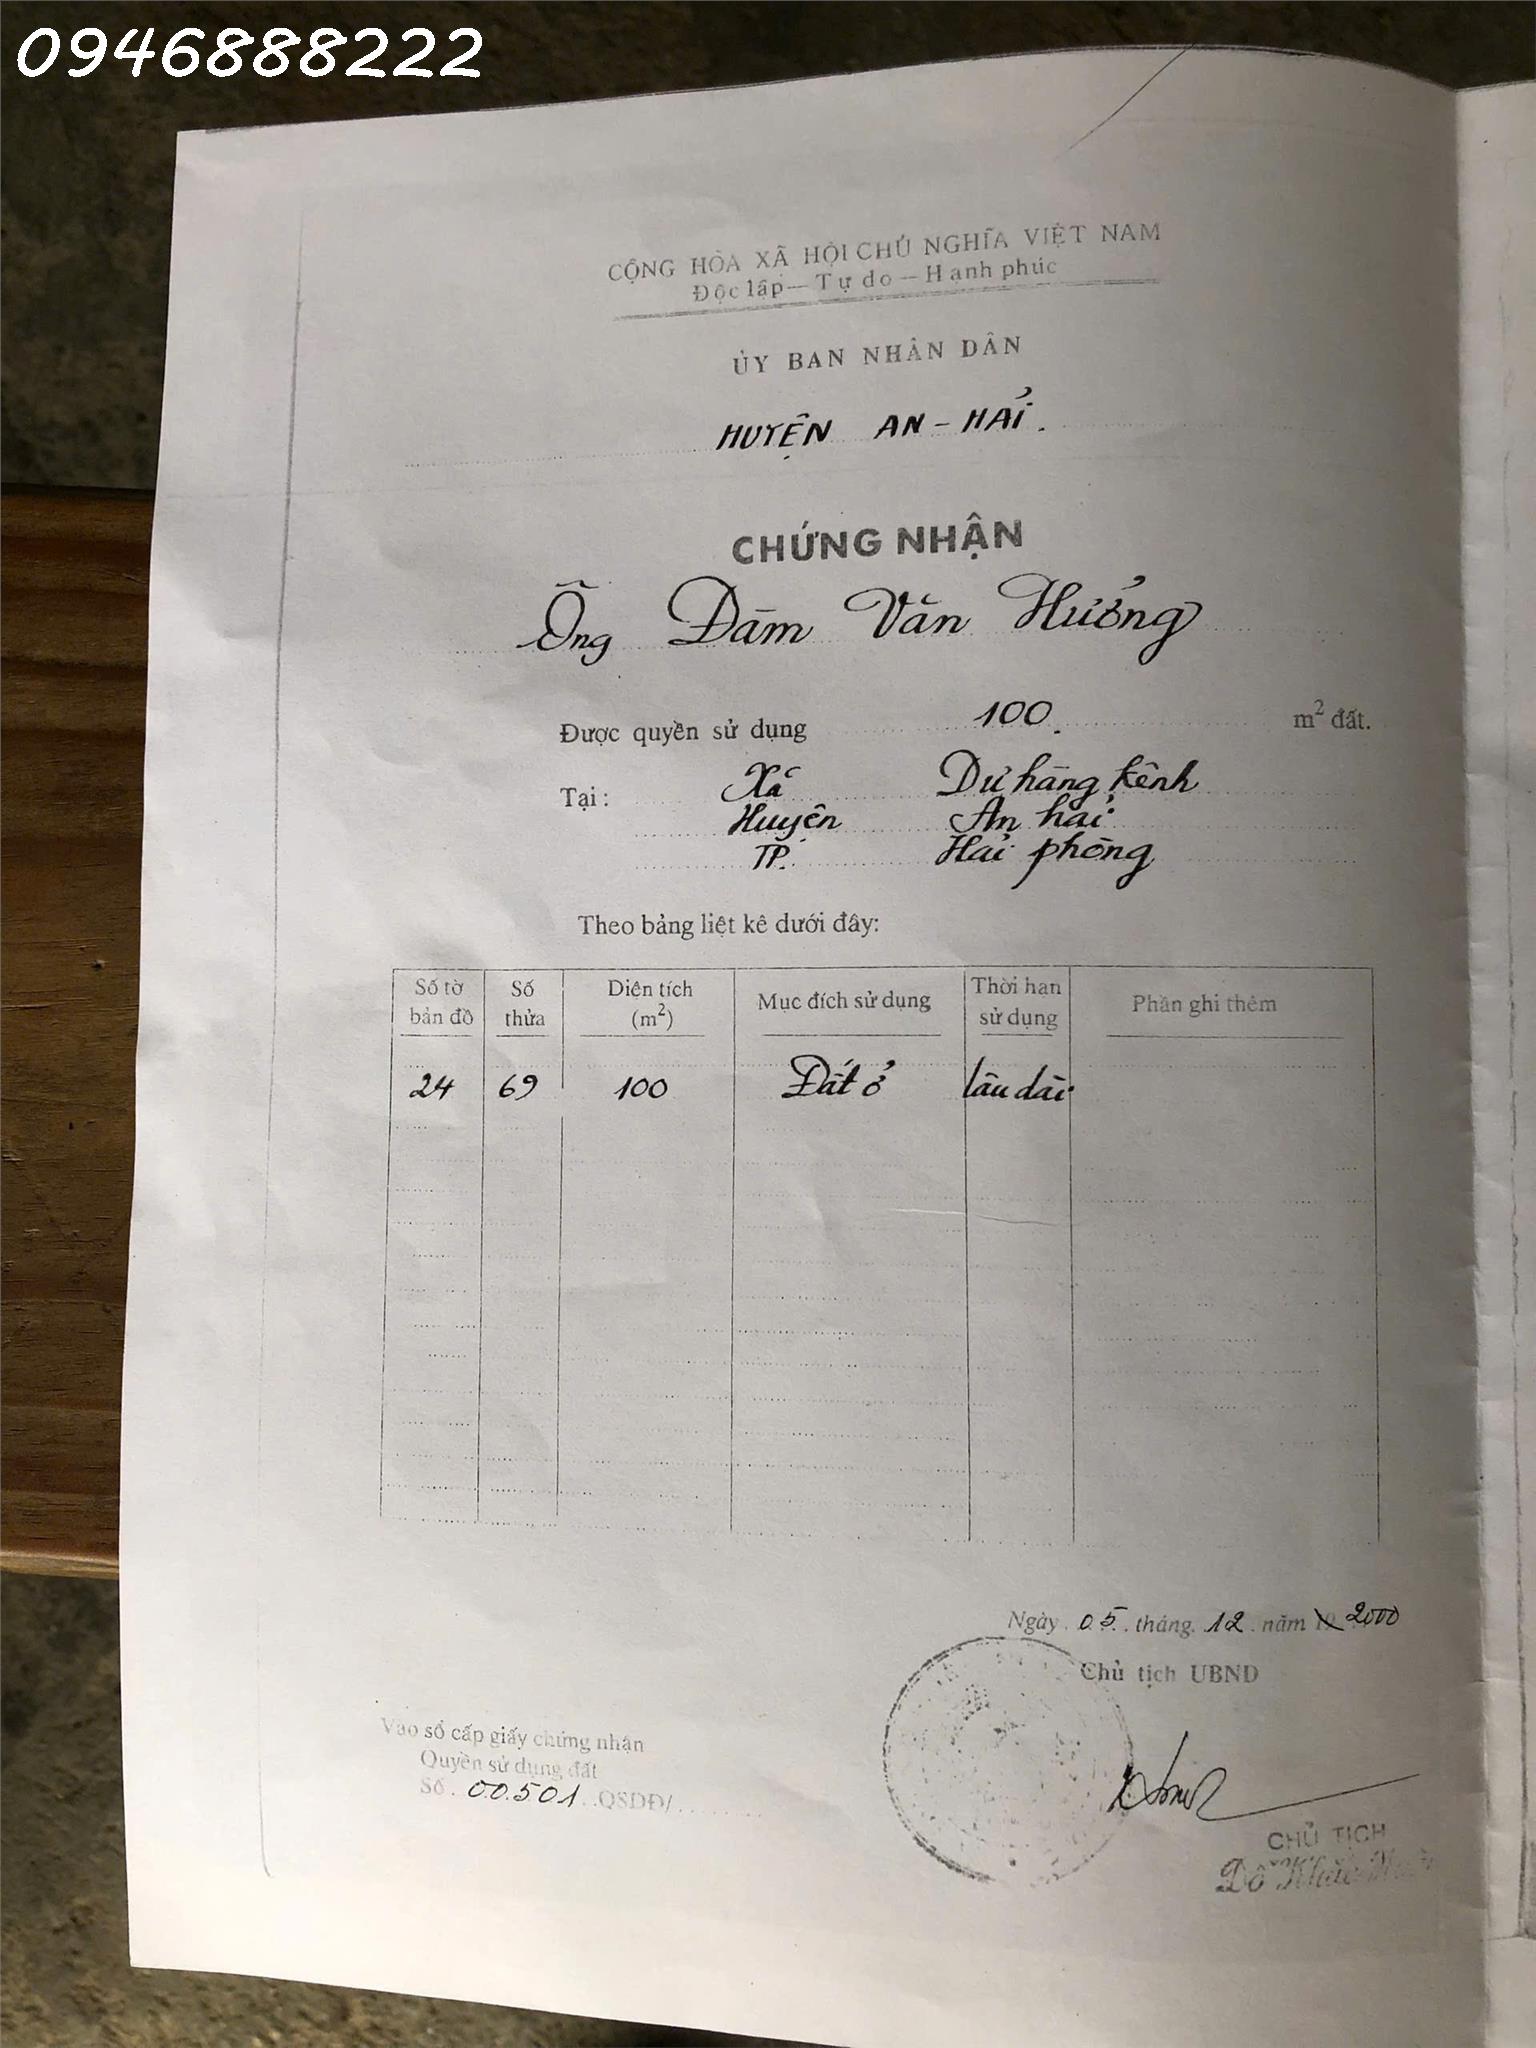 0946888222
CỘNG HÒA XÃ HỘI CHỦ NGHĨA VIỆT NAM
Độc lập — Tự do — Hạnh phúc
ỦY BAN NHÂN DÂN
HUYỆN AN - HẢI.
CHỨNG NHẬN
Ông Đàm Văn Hưởng
Được quyền sử dụng 100 m² đất.
Tại: Xã Dư hàng kênh
Huyện An hải
TP. Hải phòng
Theo bảng liệt kê dưới đây:
Số tờ bản đồ Số thửa Diện tích (m²) Mục đích sử dụng Thời hạn sử dụng Phần ghi thêm
24 69 100 Đất ở lâu dài
Ngày 05 tháng 12 năm 19 2000
Chủ tịch UBND
Vào sổ cấp giấy chứng nhận
Quyền sử dụng đất
Số 00501 QSDĐ/
CHỦ TỊCH
Đỗ Khắc